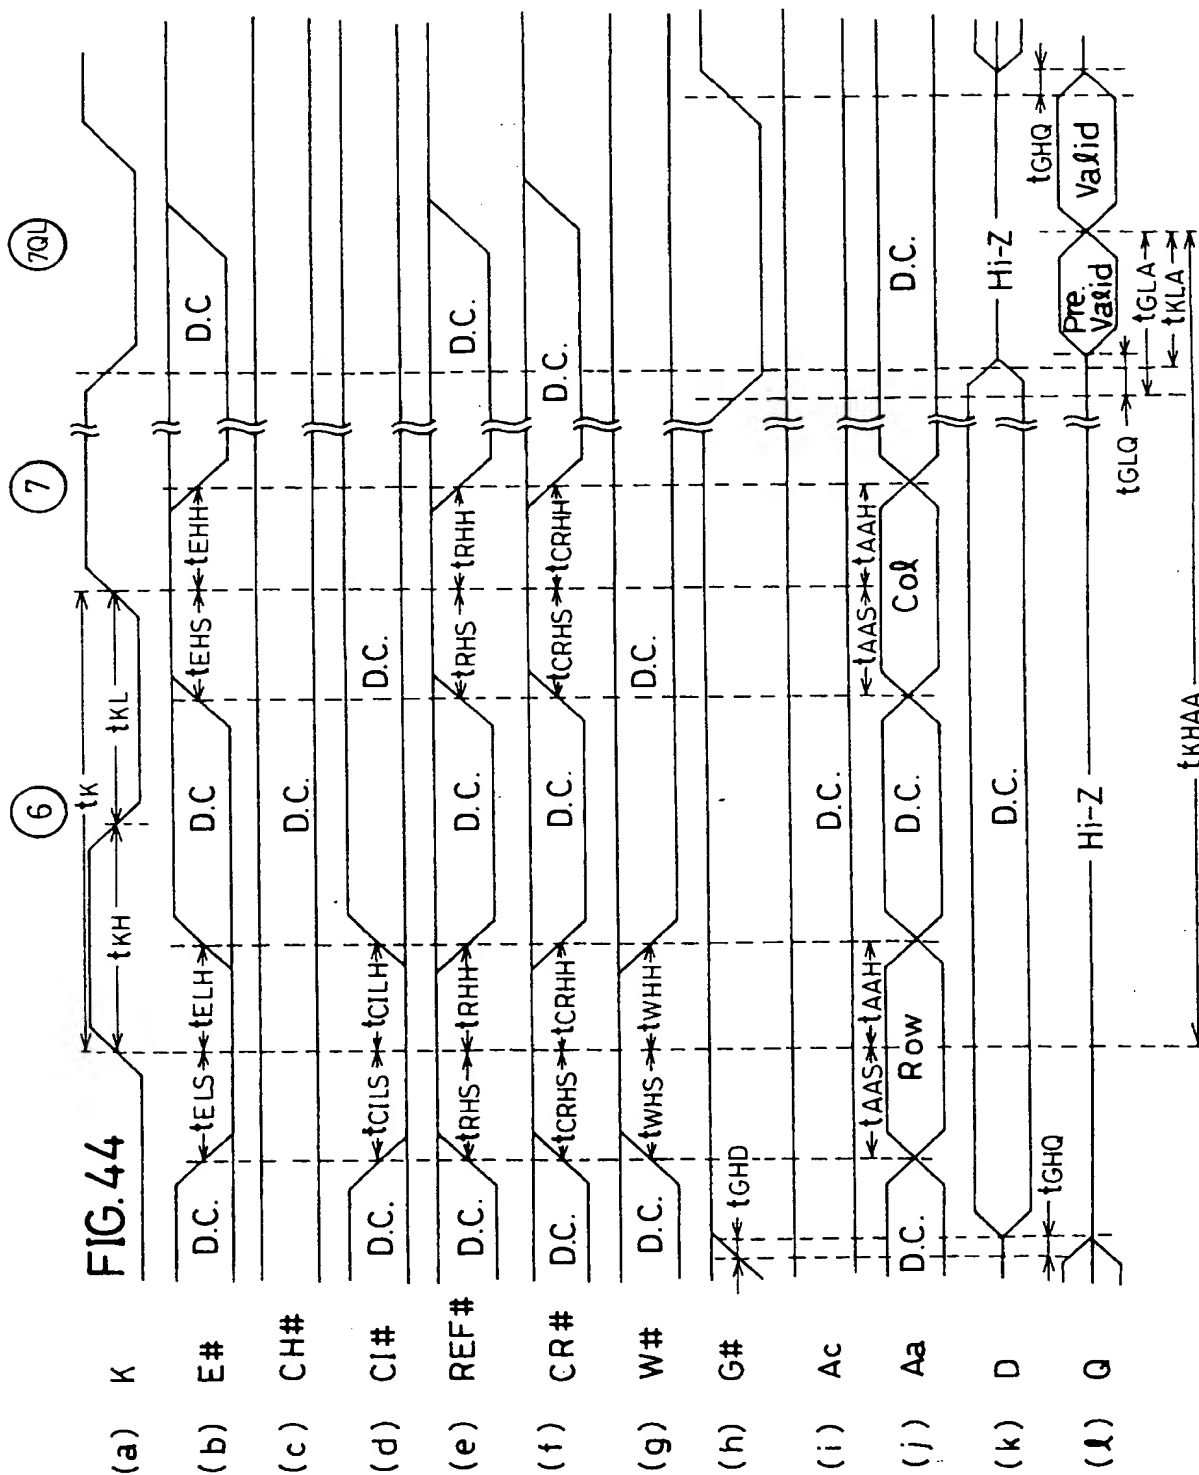 FIG. 44
6 7 7QL
(a) K tK tKH tKL
(b) E# D.C. tELS tELH D.C tEHS tEHH D.C
(c) CH# D.C.
(d) CI# D.C. tCILS tCILH D.C.
(e) REF# D.C. tRHS tRHH D.C. tRHS tRHH D.C.
(f) CR# D.C. tCRHS tCRHH D.C. tCRHS tCRHH D.C.
(g) W# D.C. tWHS tWHH D.C.
(h) G# tGHD
(i) Ac D.C.
tAAS tAAH tAAS tAAH
(j) Aa D.C. Row D.C. Col D.C.
(k) D D.C. Hi-Z
tGHQ tGHQ
(l) Q Hi-Z Pre. Valid Valid
tGLQ tGLA
tKLA
tKHAA